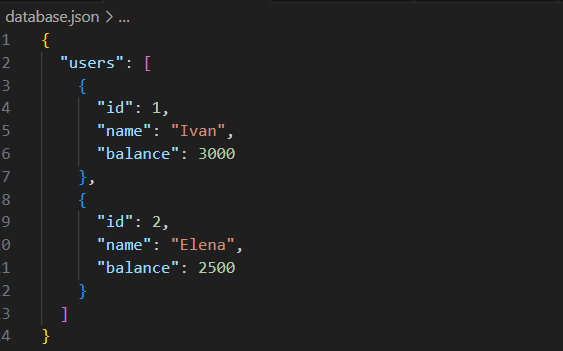 database.json > ...
1 {
2 "users": [
3 {
4 "id": 1,
5 "name": "Ivan",
6 "balance": 3000
7 },
8 {
9 "id": 2,
0 "name": "Elena",
1 "balance": 2500
2 }
3 ]
4 }